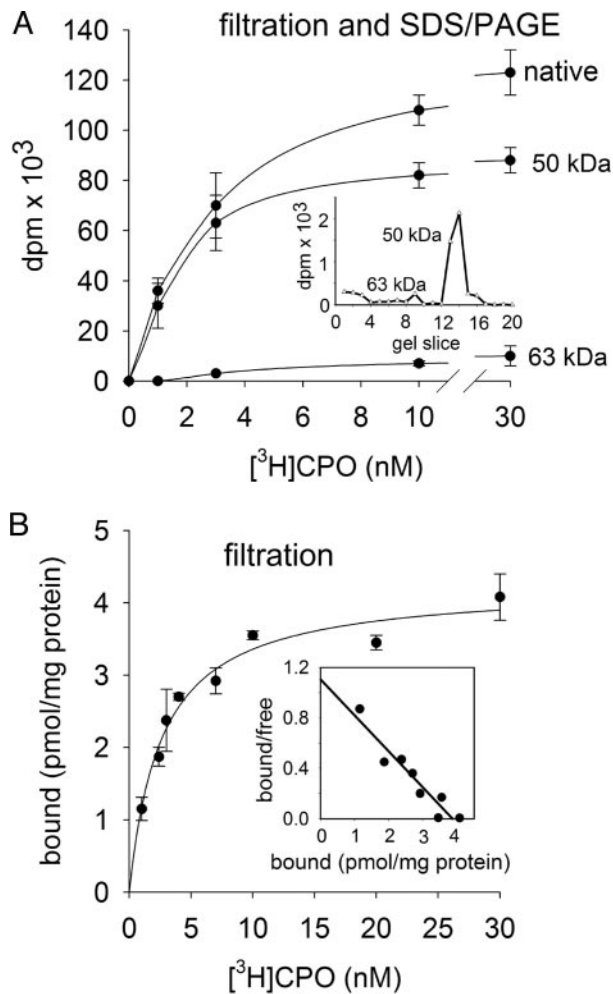 A
filtration and SDS/PAGE
140
120
100
80
60
40
20
0
dpm x 10³
native
50 kDa
63 kDa
2
1
0
dpm x 10³
50 kDa
63 kDa
0 4 8 12 16 20
gel slice
0 2 4 6 8 10 30
[³H]CPO (nM)
B
filtration
5
4
3
2
1
0
bound (pmol/mg protein)
1.2
0.8
0.4
0.0
bound/free
0 1 2 3 4
bound (pmol/mg protein)
0 5 10 15 20 25 30
[³H]CPO (nM)